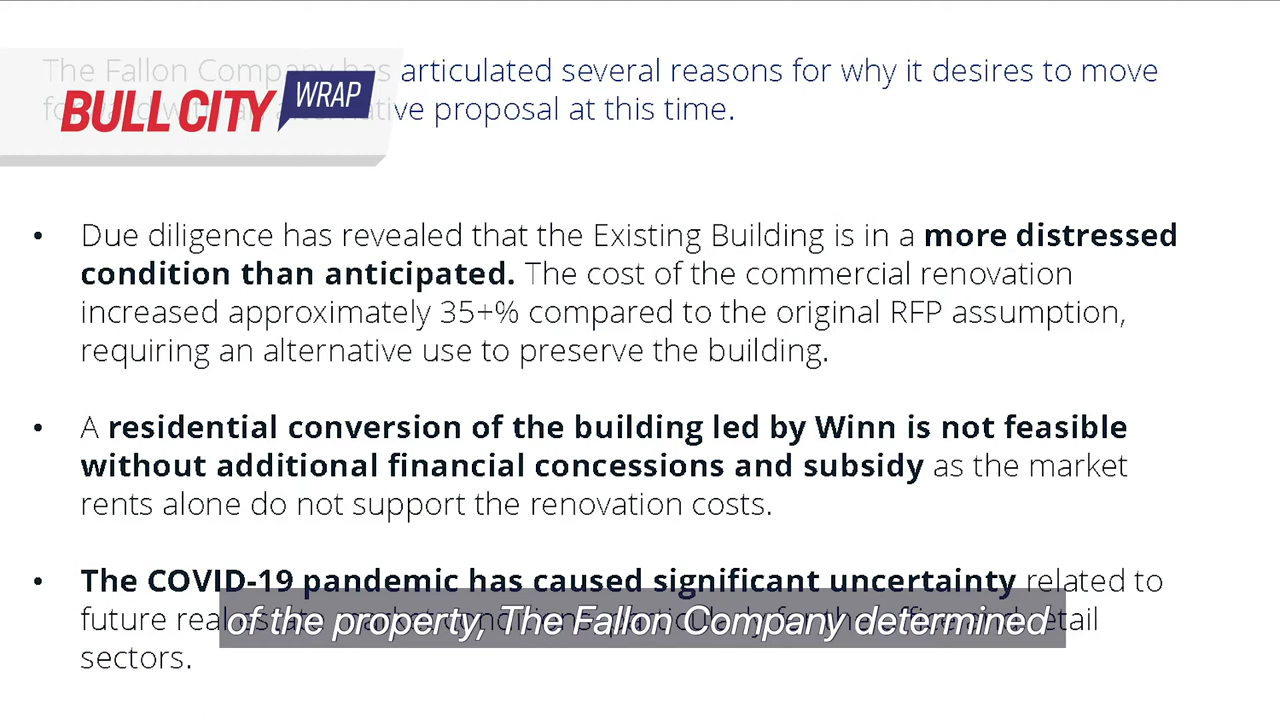 The Fallon Company has articulated several reasons for why it desires to move
tive proposal at this time.
BULL CITY WRAP
• Due diligence has revealed that the Existing Building is in a more distressed
condition than anticipated. The cost of the commercial renovation
increased approximately 35+% compared to the original RFP assumption,
requiring an alternative use to preserve the building.
• A residential conversion of the building led by Winn is not feasible
without additional financial concessions and subsidy as the market
rents alone do not support the renovation costs.
• The COVID-19 pandemic has caused significant uncertainty related to
future real
sectors.
of the property, The Fallon Company determined